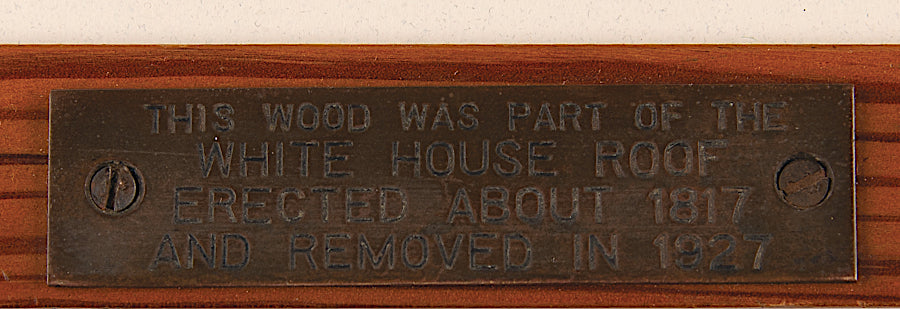 THIS WOOD WAS PART OF THE
WHITE HOUSE ROOF
ERECTED ABOUT 1817
AND REMOVED IN 1927